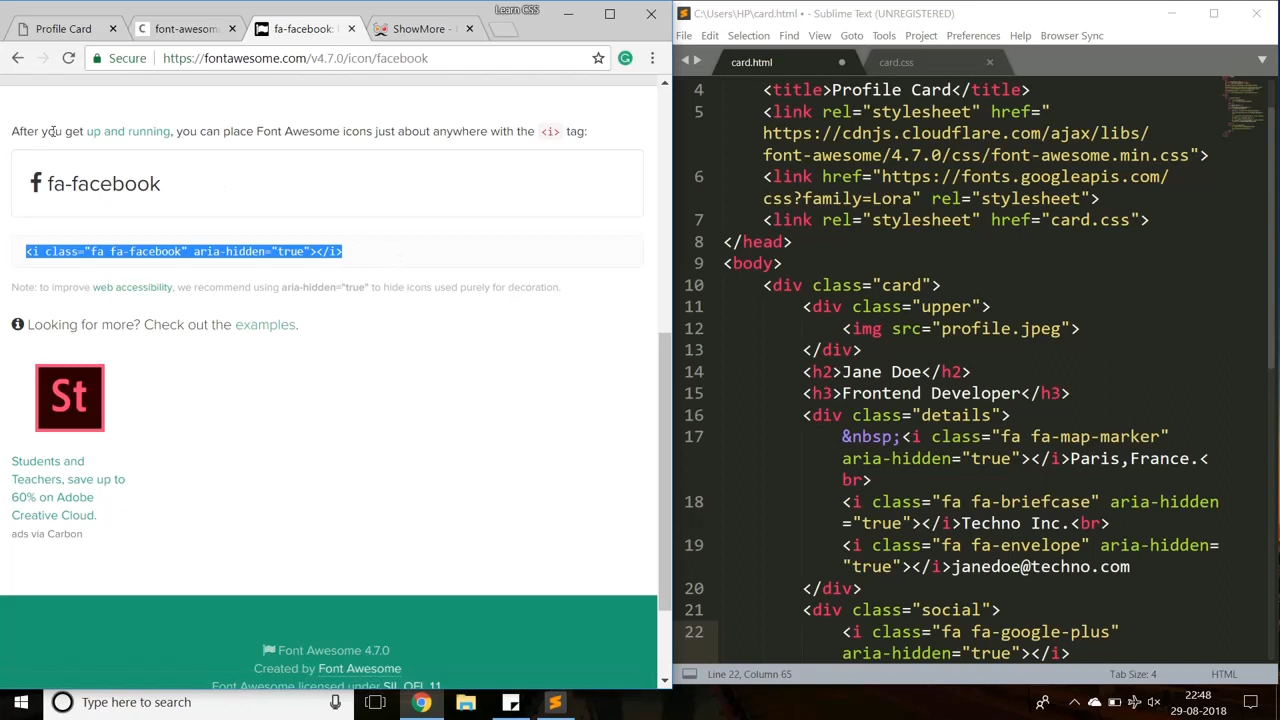 Learn CSS
Profile Card
font-awesom
fa-facebook:
ShowMore -
Secure
https://fontawesome.com/v4.7.0/icon/facebook
After you get up and running, you can place Font Awesome icons just about anywhere with the <i> tag:
fa-facebook
<i class="fa fa-facebook" aria-hidden="true"></i>
Note: to improve web accessibility, we recommend using aria-hidden="true" to hide icons used purely for decoration.
Looking for more? Check out the examples.
St
Students and
Teachers, save up to
60% on Adobe
Creative Cloud.
ads via Carbon
Font Awesome 4.7.0
Created by Font Awesome
Font Awesome licensed under SIL OFL 1.1
C:\Users\HP\card.html • - Sublime Text (UNREGISTERED)
File Edit Selection Find View Goto Tools Project Preferences Help Browser Sync
card.html
card.css
4 <title>Profile Card</title>
5 <link rel="stylesheet" href="
https://cdnjs.cloudflare.com/ajax/libs/
font-awesome/4.7.0/css/font-awesome.min.css">
6 <link href="https://fonts.googleapis.com/
css?family=Lora" rel="stylesheet">
7 <link rel="stylesheet" href="card.css">
8 </head>
9 <body>
10 <div class="card">
11 <div class="upper">
12 <img src="profile.jpeg">
13 </div>
14 <h2>Jane Doe</h2>
15 <h3>Frontend Developer</h3>
16 <div class="details">
17 &nbsp;<i class="fa fa-map-marker"
aria-hidden="true"></i>Paris,France.<
br>
18 <i class="fa fa-briefcase" aria-hidden
="true"></i>Techno Inc.<br>
19 <i class="fa fa-envelope" aria-hidden=
"true"></i>janedoe@techno.com
20 </div>
21 <div class="social">
22 <i class="fa fa-google-plus"
aria-hidden="true"></i>
Line 22, Column 65
Tab Size: 4
HTML
Type here to search
22:48
29-08-2018